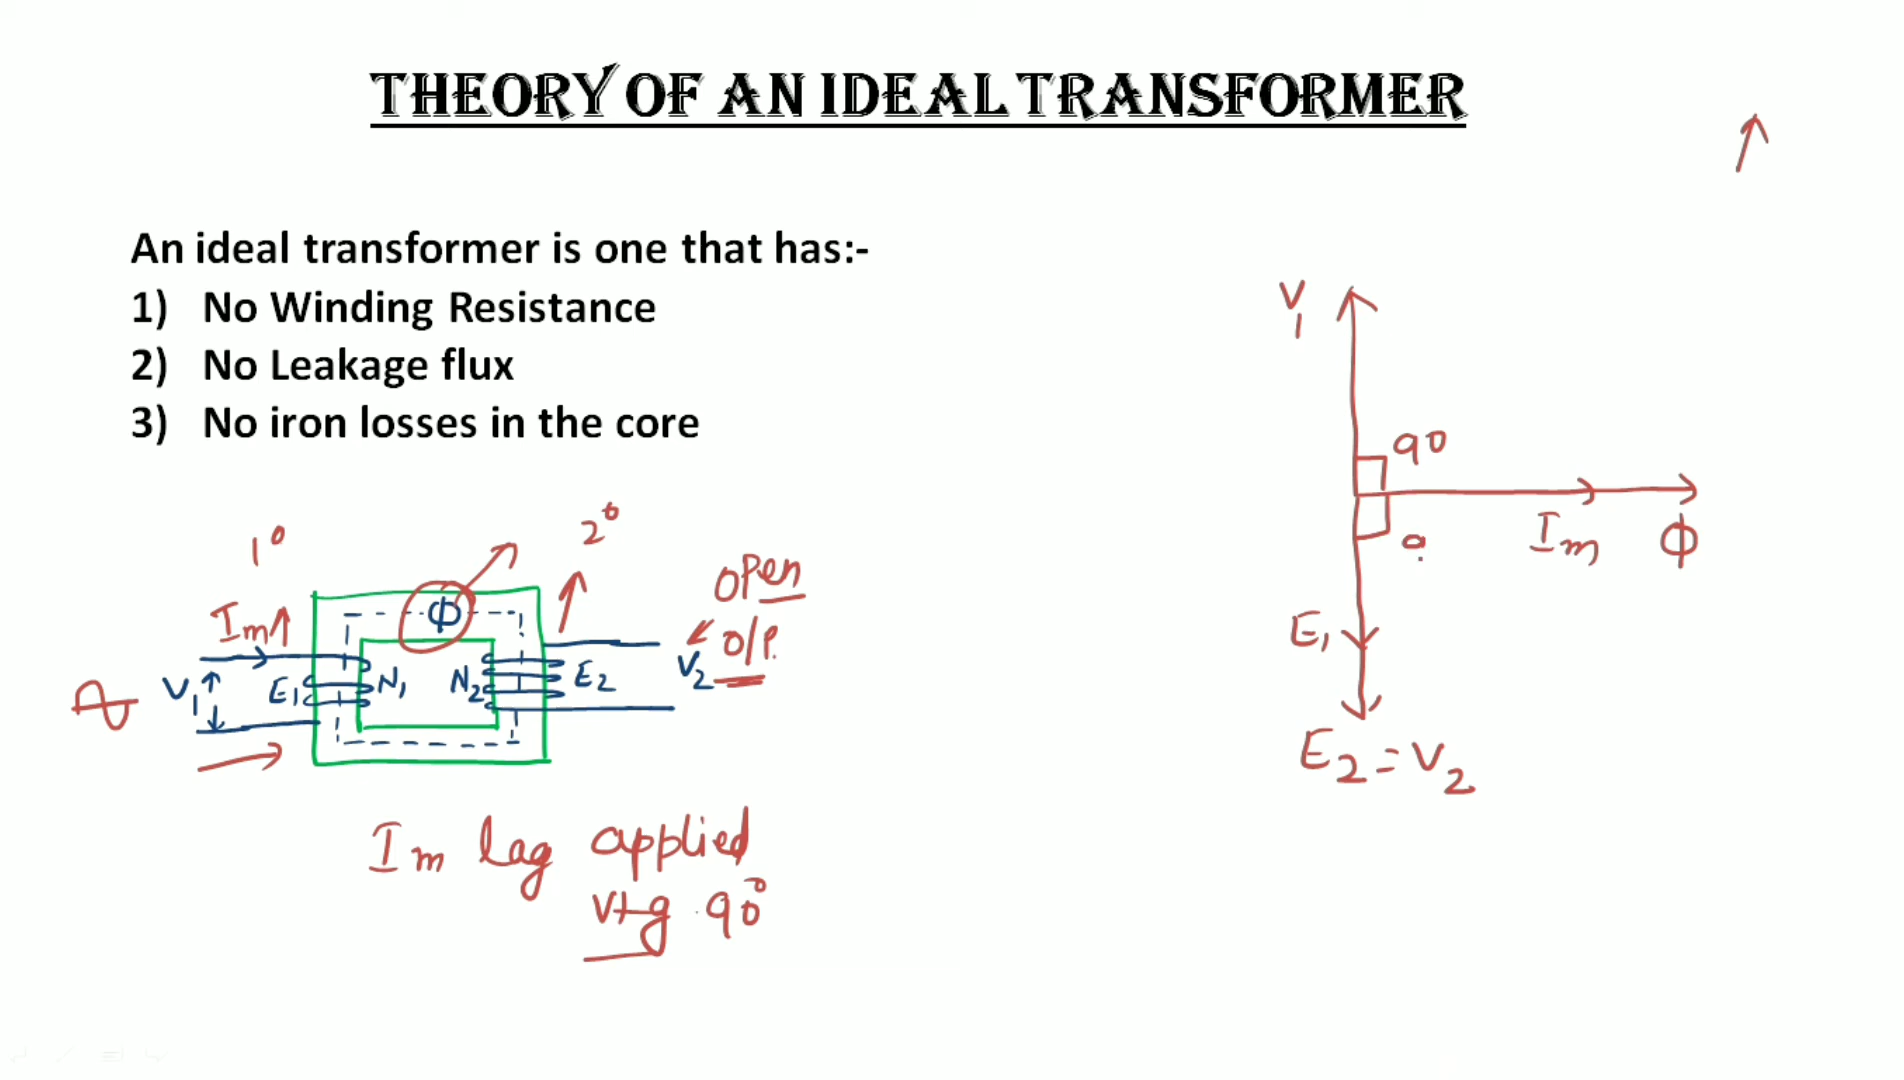 THEORY OF AN IDEAL TRANSFORMER
An ideal transformer is one that has:-
1) No Winding Resistance
2) No Leakage flux
3) No iron losses in the core
1° 2°
Im
Φ
open
O/P.
V1 E1 N1 N2 E2 V2
Im lag applied
vtg 90°
V1
90
Im Φ
E1
E2 = V2